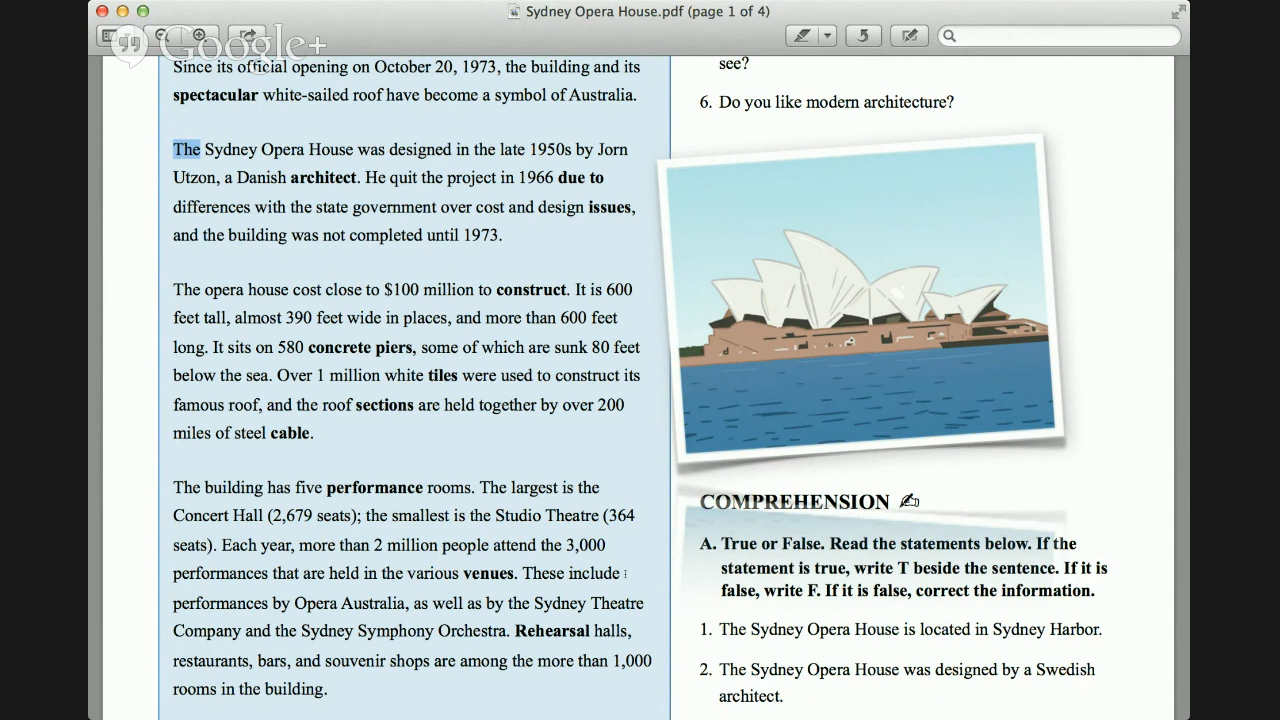 Sydney Opera House.pdf (page 1 of 4)
Google+
Since its official opening on October 20, 1973, the building and its
spectacular white-sailed roof have become a symbol of Australia.
The Sydney Opera House was designed in the late 1950s by Jorn
Utzon, a Danish architect. He quit the project in 1966 due to
differences with the state government over cost and design issues,
and the building was not completed until 1973.
The opera house cost close to $100 million to construct. It is 600
feet tall, almost 390 feet wide in places, and more than 600 feet
long. It sits on 580 concrete piers, some of which are sunk 80 feet
below the sea. Over 1 million white tiles were used to construct its
famous roof, and the roof sections are held together by over 200
miles of steel cable.
The building has five performance rooms. The largest is the
Concert Hall (2,679 seats); the smallest is the Studio Theatre (364
seats). Each year, more than 2 million people attend the 3,000
performances that are held in the various venues. These include
performances by Opera Australia, as well as by the Sydney Theatre
Company and the Sydney Symphony Orchestra. Rehearsal halls,
restaurants, bars, and souvenir shops are among the more than 1,000
rooms in the building.
see?
6. Do you like modern architecture?
COMPREHENSION
A. True or False. Read the statements below. If the
statement is true, write T beside the sentence. If it is
false, write F. If it is false, correct the information.
1. The Sydney Opera House is located in Sydney Harbor.
2. The Sydney Opera House was designed by a Swedish
architect.